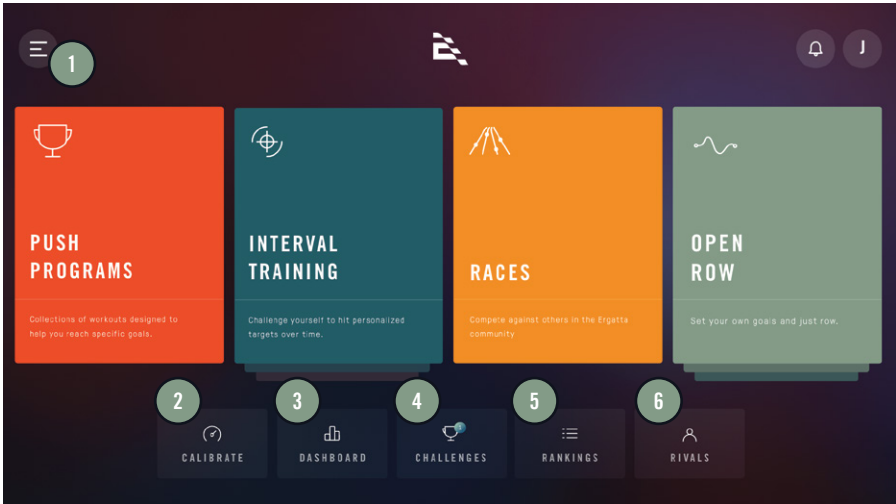 1
J
PUSH
PROGRAMS
Collections of workouts designed to
help you reach specific goals.
INTERVAL
TRAINING
Challenge yourself to hit personalized
targets over time.
RACES
Compete against others in the Ergatta
community
OPEN
ROW
Set your own goals and just row.
2
CALIBRATE
3
DASHBOARD
4
CHALLENGES
5
RANKINGS
6
RIVALS